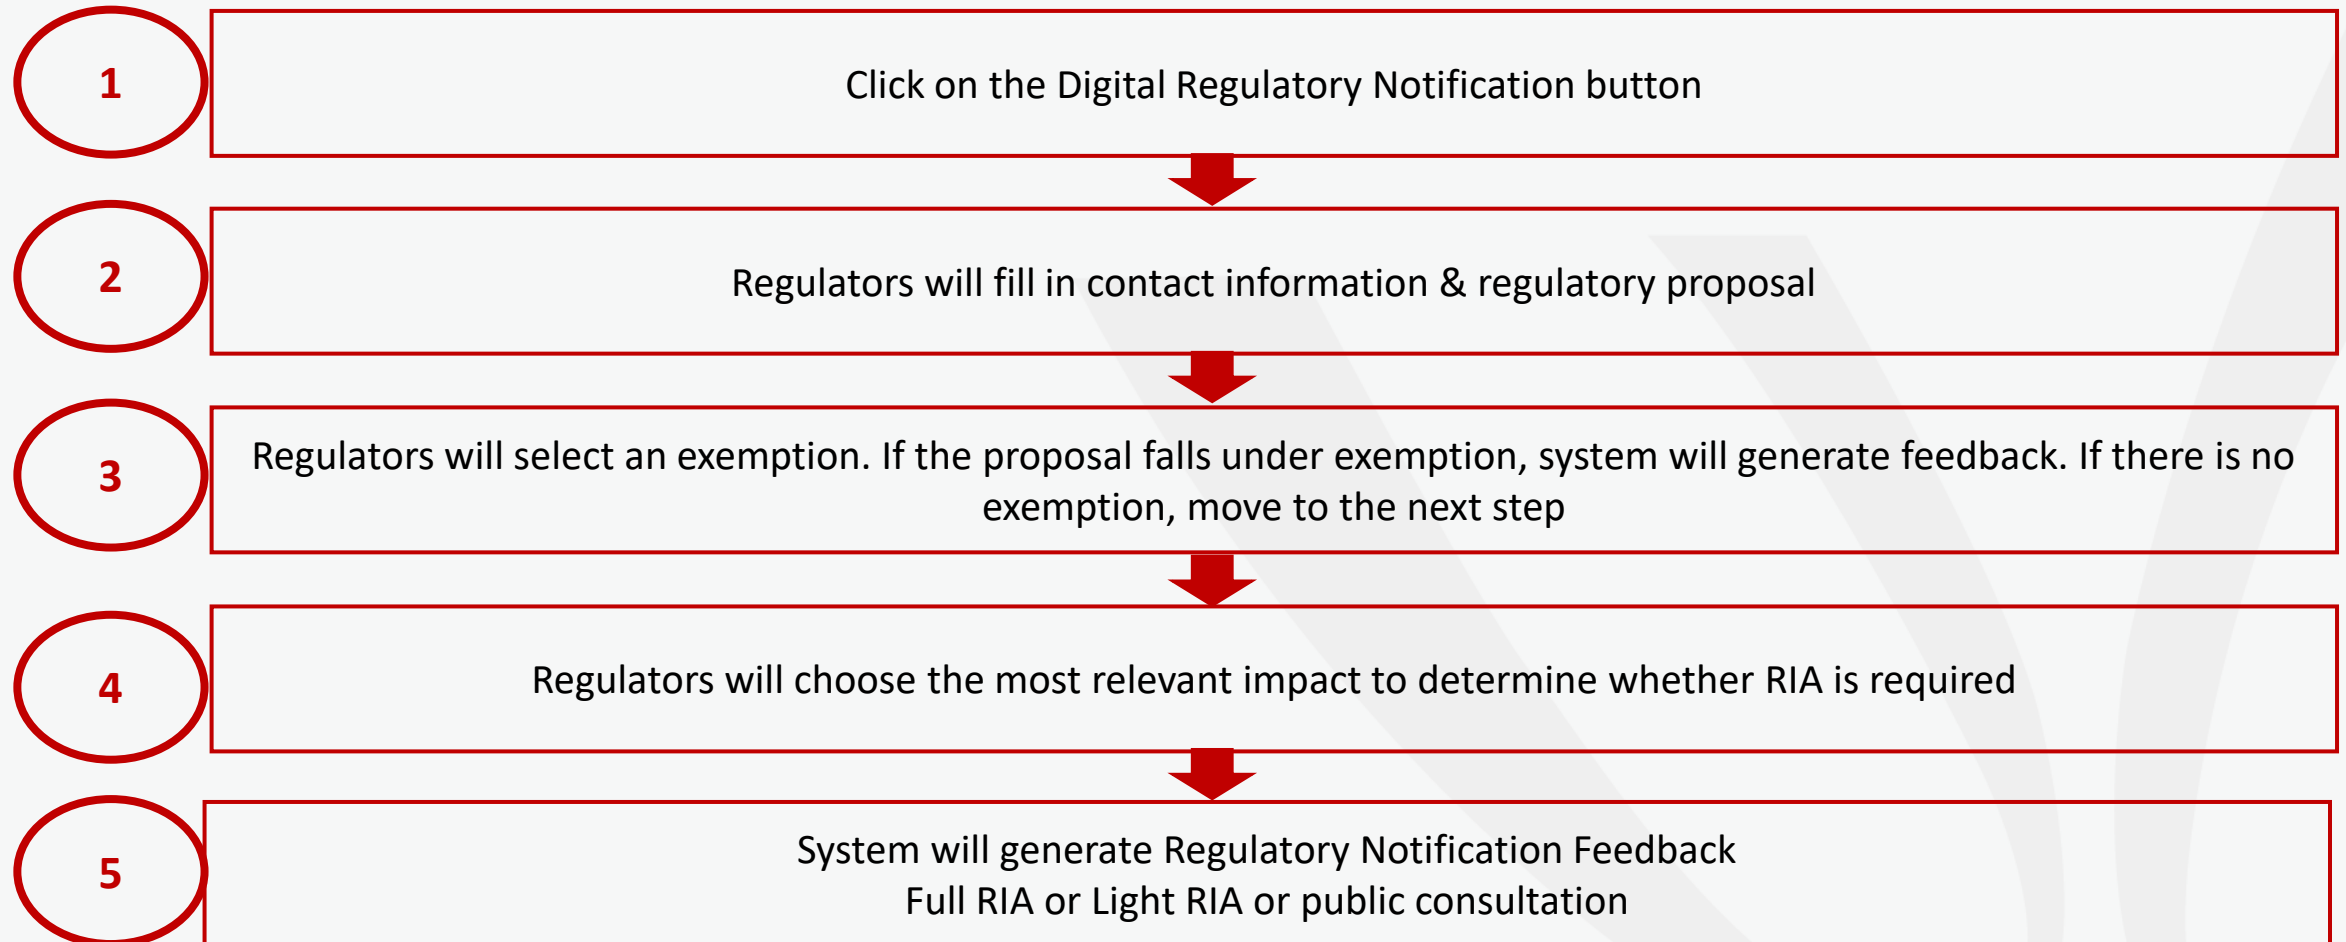 1
Click on the Digital Regulatory Notification button
2
Regulators will fill in contact information & regulatory proposal
3
Regulators will select an exemption. If the proposal falls under exemption, system will generate feedback. If there is no
exemption, move to the next step
4
Regulators will choose the most relevant impact to determine whether RIA is required
5
System will generate Regulatory Notification Feedback
Full RIA or Light RIA or public consultation